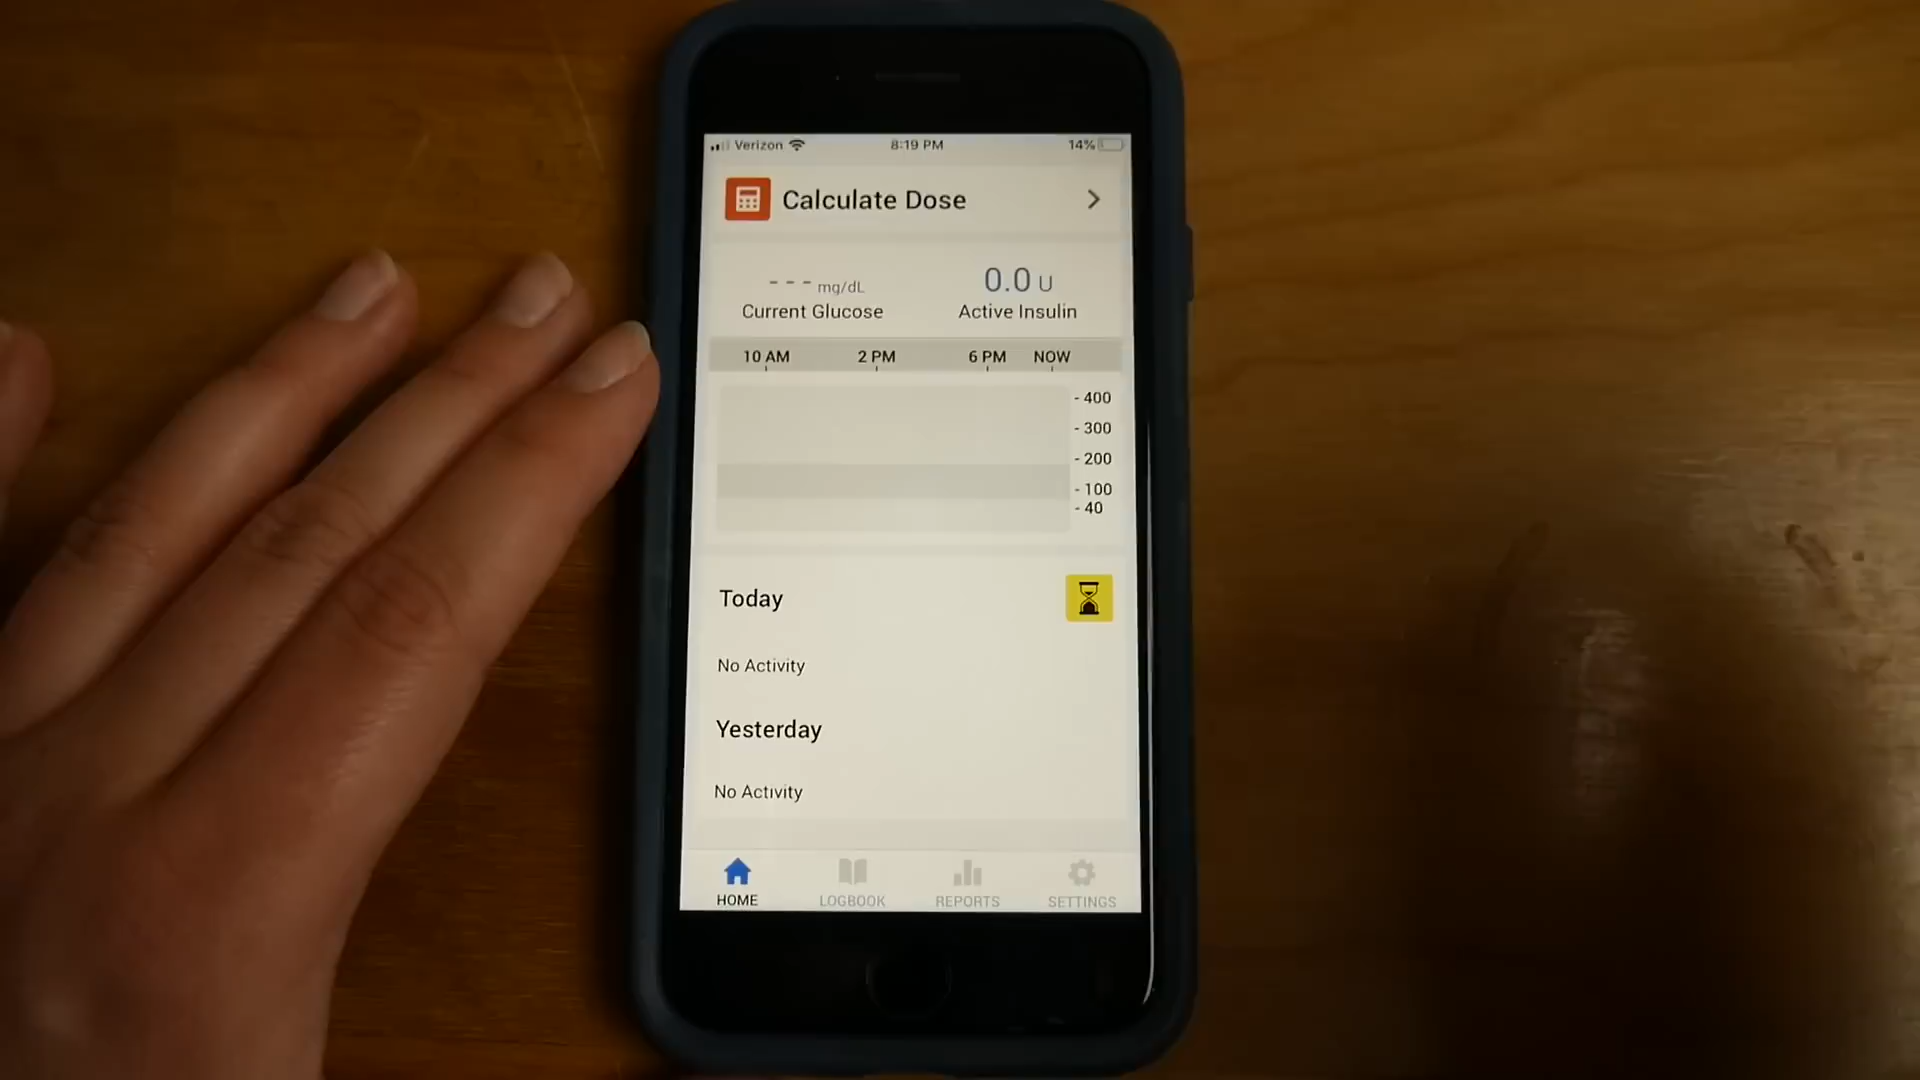 Verizon 8:19 PM 14%
Calculate Dose
--- mg/dL 0.0 U
Current Glucose Active Insulin
10 AM 2 PM 6 PM NOW
- 400
- 300
- 200
- 100
- 40
Today
No Activity
Yesterday
No Activity
HOME LOGBOOK REPORTS SETTINGS